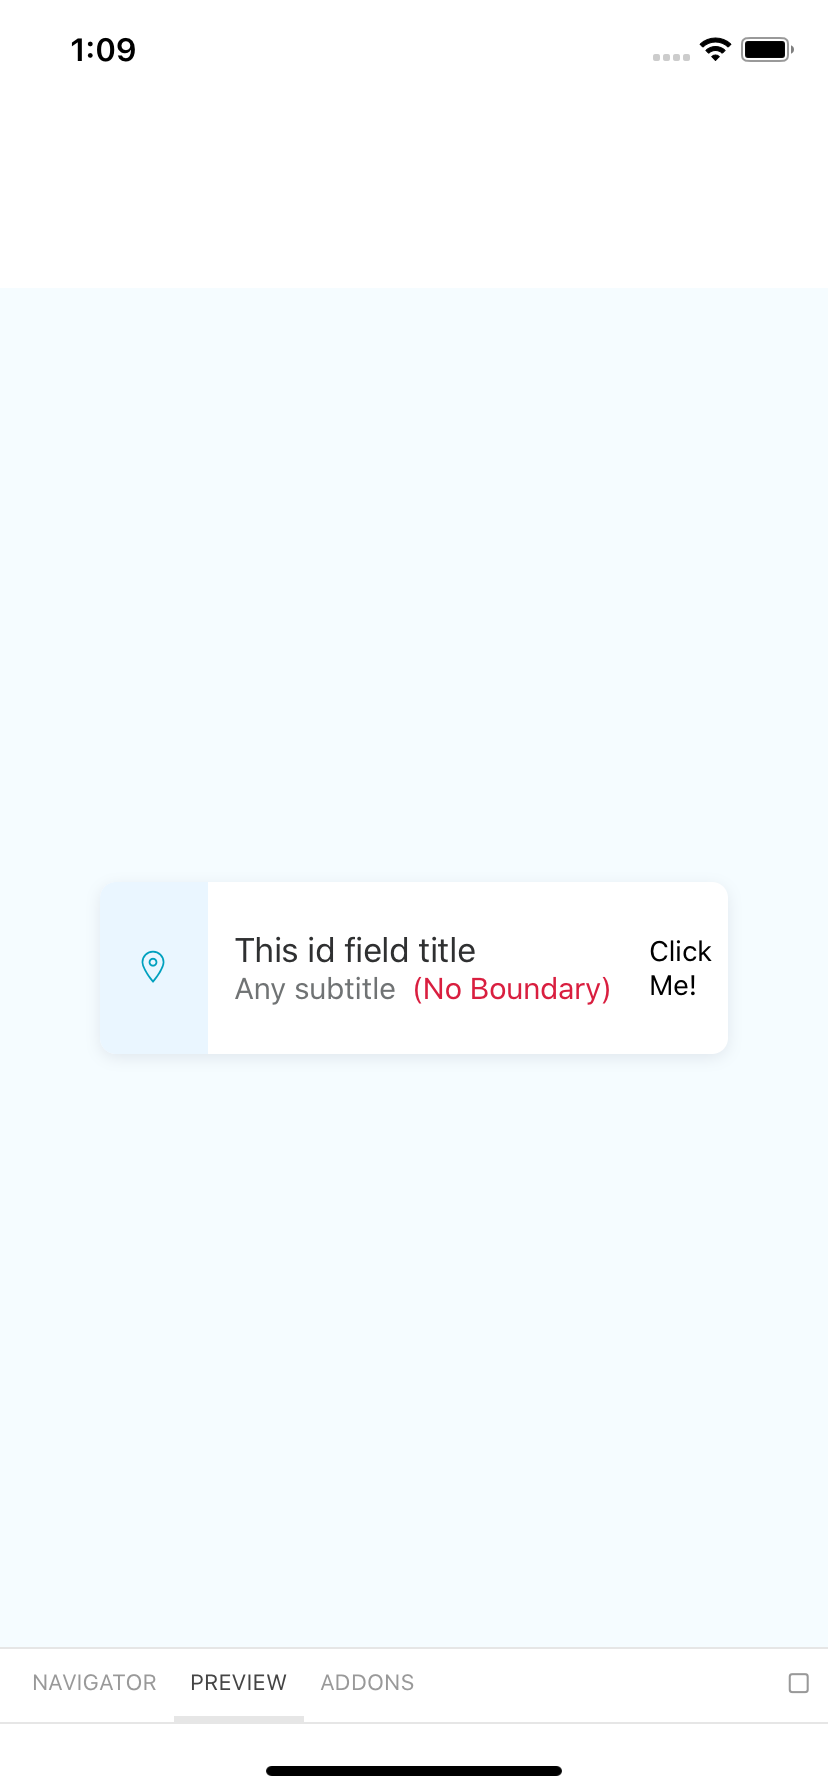 1:09
This id field title
Any subtitle (No Boundary)
Click
Me!
NAVIGATOR PREVIEW ADDONS